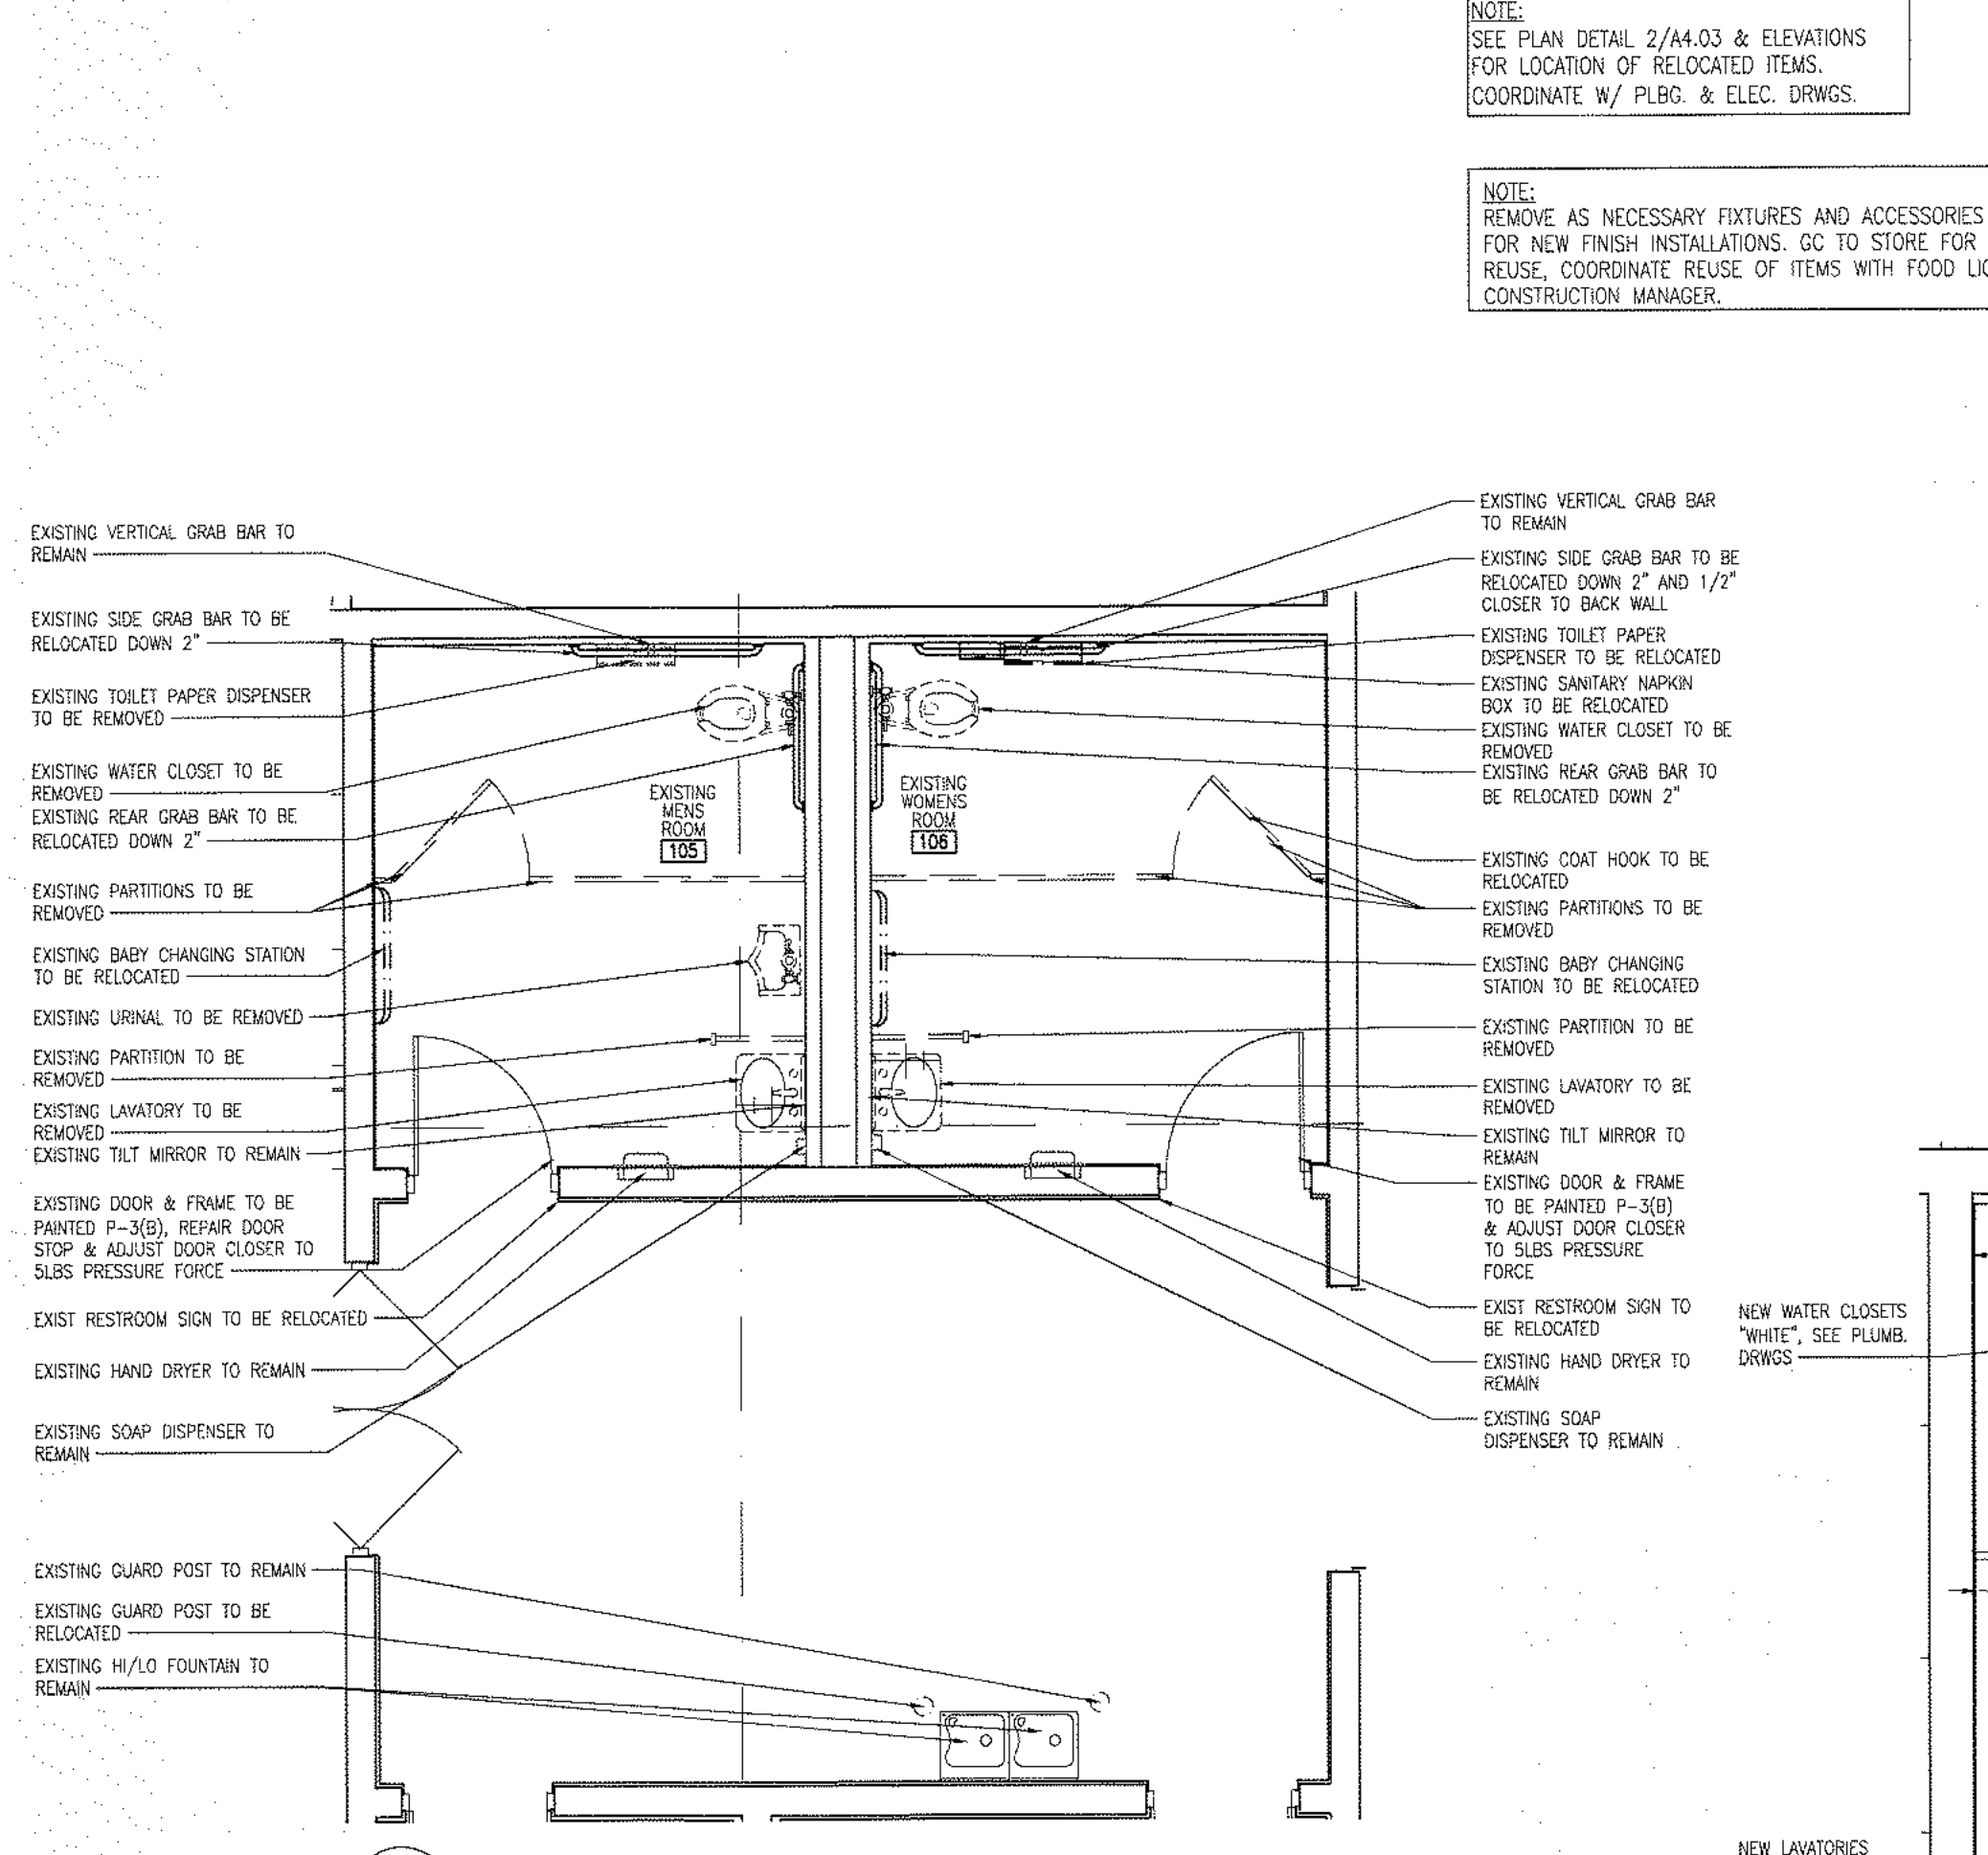 NOTE:
SEE PLAN DETAIL 2/A4.03 & ELEVATIONS
FOR LOCATION OF RELOCATED ITEMS.
COORDINATE W/ PLBG. & ELEC. DRWGS.
NOTE:
REMOVE AS NECESSARY FIXTURES AND ACCESSORIES
FOR NEW FINISH INSTALLATIONS. GC TO STORE FOR
REUSE, COORDINATE REUSE OF ITEMS WITH FOOD
CONSTRUCTION MANAGER.
EXISTING VERTICAL GRAB BAR TO
REMAIN
EXISTING SIDE GRAB BAR TO BE
RELOCATED DOWN 2"
EXISTING TOILET PAPER DISPENSER
TO BE REMOVED
EXISTING WATER CLOSET TO BE
REMOVED
EXISTING REAR GRAB BAR TO BE
RELOCATED DOWN 2"
EXISTING PARTITIONS TO BE
REMOVED
EXISTING BABY CHANGING STATION
TO BE RELOCATED
EXISTING URINAL TO BE REMOVED
EXISTING PARTITION TO BE
REMOVED
EXISTING LAVATORY TO BE
REMOVED
EXISTING TILT MIRROR TO REMAIN
EXISTING DOOR & FRAME TO BE
PAINTED P-3(B), REPAIR DOOR
STOP & ADJUST DOOR CLOSER TO
5LBS PRESSURE FORCE
EXIST RESTROOM SIGN TO BE RELOCATED
EXISTING HAND DRYER TO REMAIN
EXISTING SOAP DISPENSER TO
REMAIN
EXISTING GUARD POST TO REMAIN
EXISTING GUARD POST TO BE
RELOCATED
EXISTING HI/LO FOUNTAIN TO
REMAIN
EXISTING
MENS
ROOM
105
EXISTING
WOMENS
ROOM
106
EXISTING VERTICAL GRAB BAR
TO REMAIN
EXISTING SIDE GRAB BAR TO BE
RELOCATED DOWN 2" AND 1/2"
CLOSER TO BACK WALL
EXISTING TOILET PAPER
DISPENSER TO BE RELOCATED
EXISTING SANITARY NAPKIN
BOX TO BE RELOCATED
EXISTING WATER CLOSET TO BE
REMOVED
EXISTING REAR GRAB BAR TO
BE RELOCATED DOWN 2"
EXISTING COAT HOOK TO BE
RELOCATED
EXISTING PARTITIONS TO BE
REMOVED
EXISTING BABY CHANGING
STATION TO BE RELOCATED
EXISTING PARTITION TO BE
REMOVED
EXISTING LAVATORY TO BE
REMOVED
EXISTING TILT MIRROR TO
REMAIN
EXISTING DOOR & FRAME
TO BE PAINTED P-3(B)
& ADJUST DOOR CLOSER
TO 5LBS PRESSURE
FORCE
EXIST RESTROOM SIGN TO
BE RELOCATED
EXISTING HAND DRYER TO
REMAIN
EXISTING SOAP
DISPENSER TO REMAIN
NEW WATER CLOSETS
"WHITE", SEE PLUMB.
DRWGS
NEW LAVATORIES